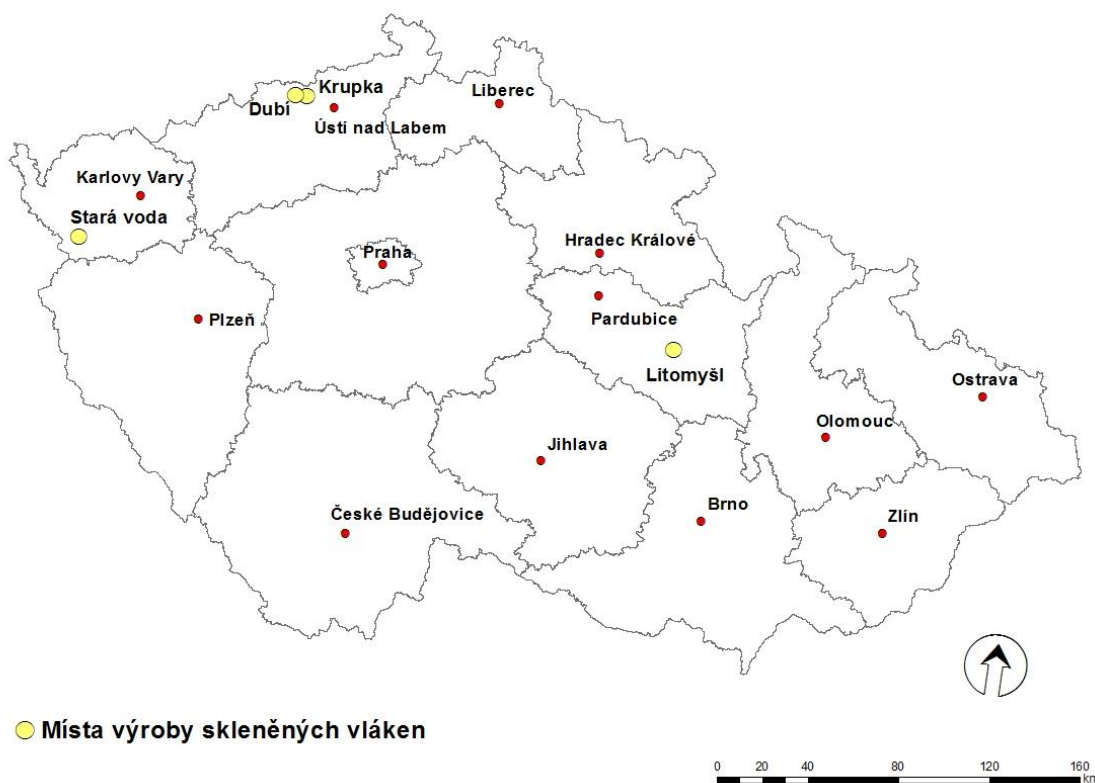 Krupka
Liberec
Dubí
Ústí nad Labem
Karlovy Vary
Stará voda
Hradec Králové
Praha
Plzeň
Pardubice
Litomyšl
Ostrava
Olomouc
Jihlava
Brno
České Budějovice
Zlín
Místa výroby skleněných vláken
0 20 40 80 120 160
km